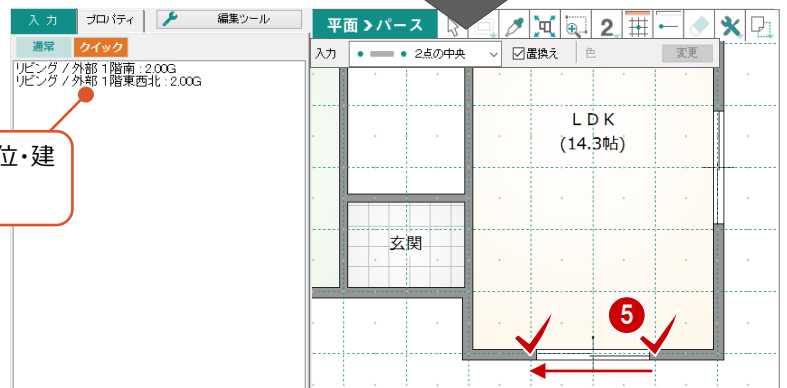 入 力 プロパティ 編集ツール
通常 クイック
リビング / 外部 1階南 : 2.00G
リビング / 外部 1階東西北 : 2.00G
位・建
平面 > パース
2
入力 2点の中央 置換え 色 変更
LDK
(14.3帖)
玄関
5